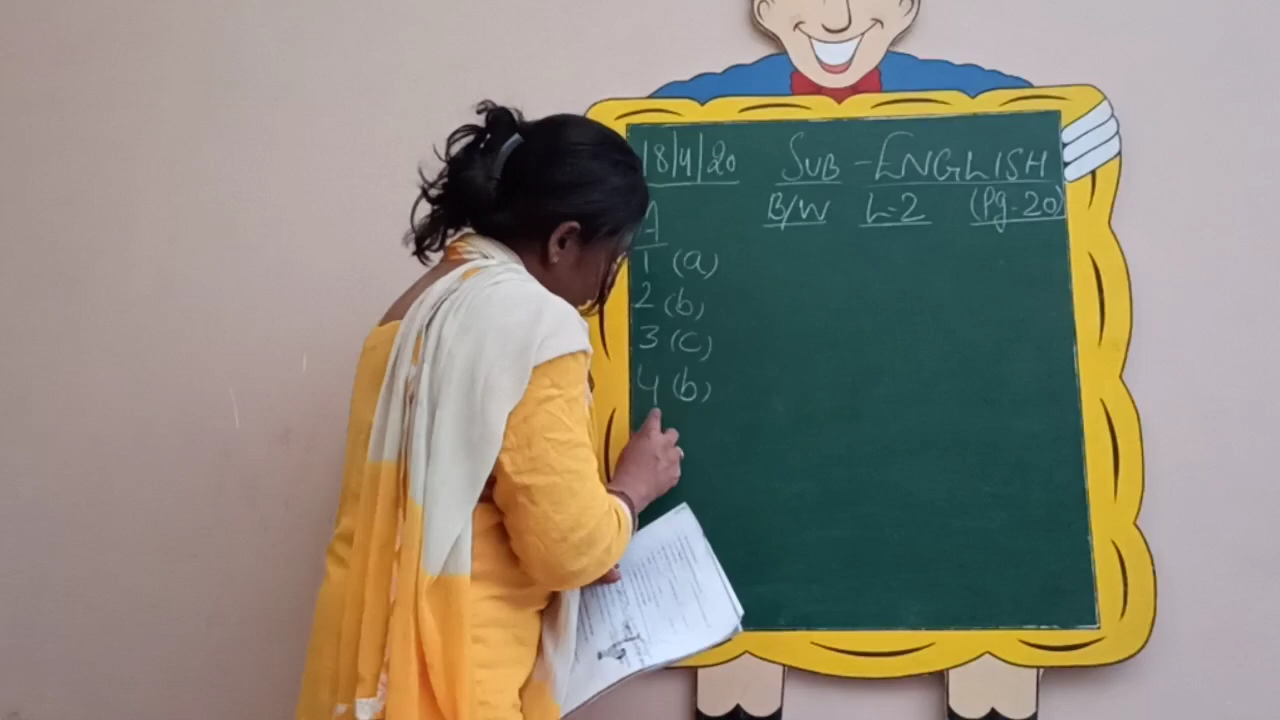 18/4/20 SUB-ENGLISH
B/W L-2 (Pg-20)
A
1 (a)
2 (b)
3 (c)
4 (b)